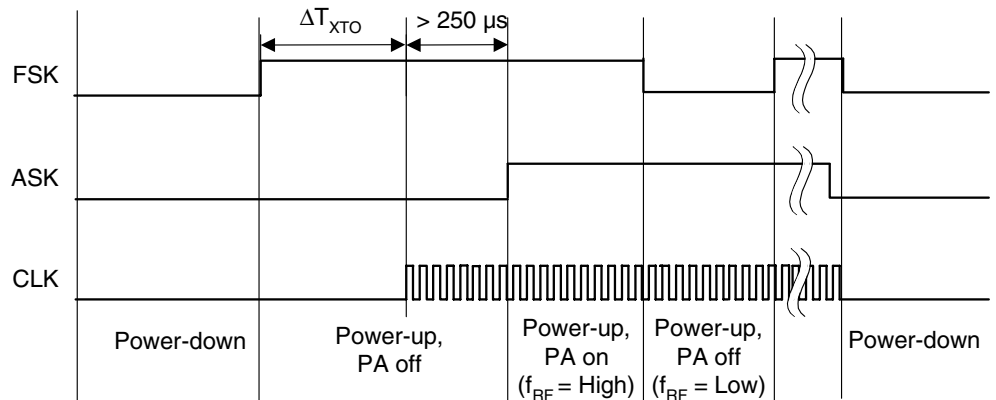 ΔT_XTO
> 250 μs
FSK
ASK
CLK
Power-down
Power-up,
PA off
Power-up,
PA on
(f_RF = High)
Power-up,
PA off
(f_RF = Low)
Power-down